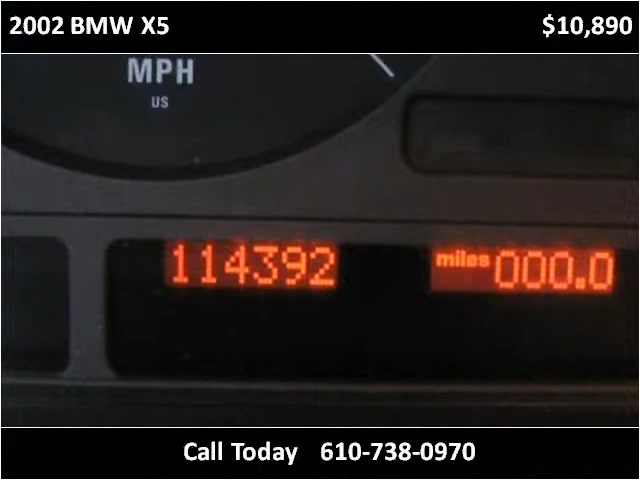 2002 BMW X5 $10,890
MPH
US
114392 miles 000.0
Call Today 610-738-0970